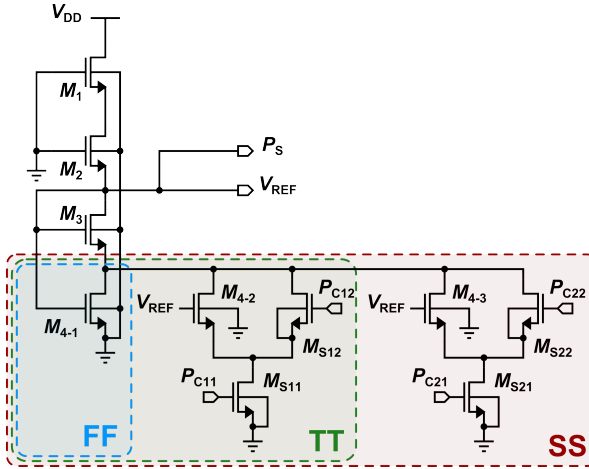 VDD
M1
M2
PS
VREF
M3
M4-1
VREF
M4-2
PC12
MS12
PC11
MS11
VREF
M4-3
PC22
MS22
PC21
MS21
FF
TT
SS